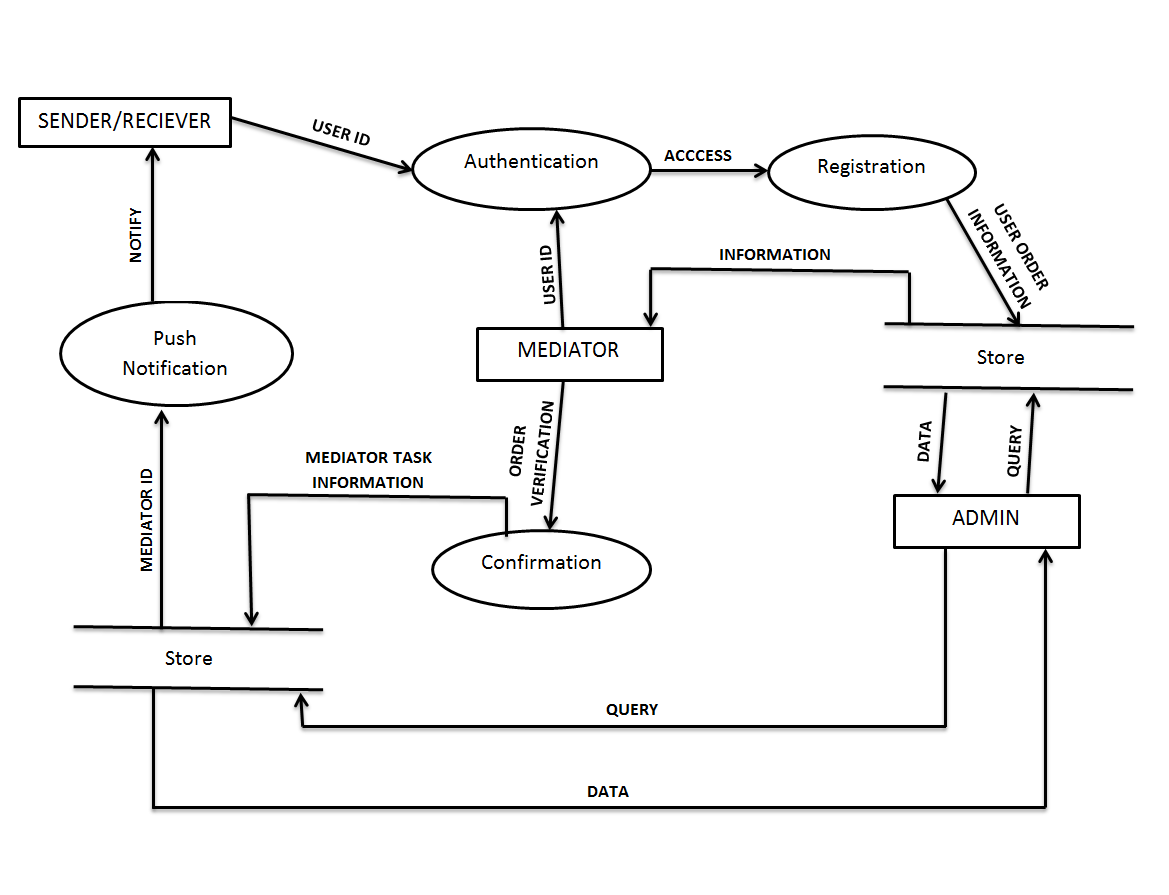 SENDER/RECIEVER
USER ID
Authentication
ACCCESS
Registration
USER ORDER
INFORMATION
NOTIFY
USER ID
INFORMATION
Push
Notification
MEDIATOR
Store
ORDER
VERIFICATION
DATA
QUERY
MEDIATOR TASK
INFORMATION
MEDIATOR ID
ADMIN
Confirmation
Store
QUERY
DATA